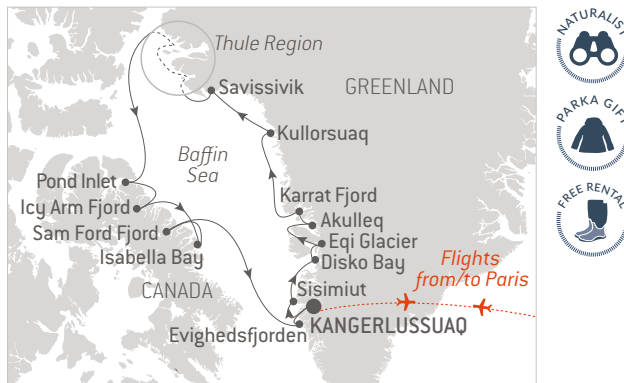 Thule Region
Savissivik
GREENLAND
Kullorsuaq
Baffin
Sea
Pond Inlet
Icy Arm Fjord
Sam Ford Fjord
Isabella Bay
CANADA
Karrat Fjord
Akulleq
Eqi Glacier
Disko Bay
Sisimiut
Flights
from/to Paris
KANGERLUSSUAQ
Evighedsfjorden
NATURALIST
PARKA GIFT
FREE RENTAL